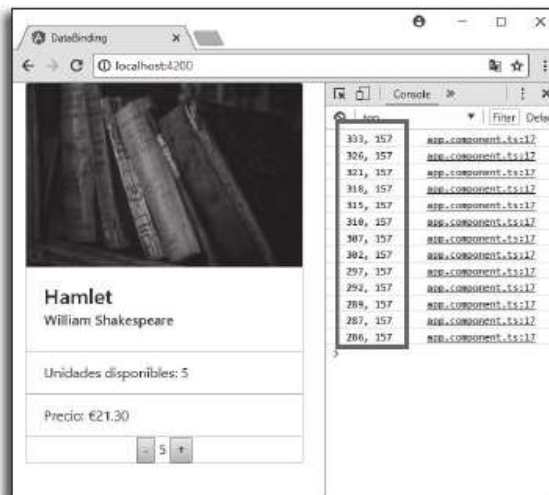 DataBinding
localhost:4200
Console
top
Filter
Hamlet
William Shakespeare
Unidades disponibles: 5
Precio: €21.30
- 5 +
333, 157 app.component.ts:17
326, 157 app.component.ts:17
321, 157 app.component.ts:17
318, 157 app.component.ts:17
315, 157 app.component.ts:17
310, 157 app.component.ts:17
307, 157 app.component.ts:17
302, 157 app.component.ts:17
297, 157 app.component.ts:17
292, 157 app.component.ts:17
289, 157 app.component.ts:17
287, 157 app.component.ts:17
286, 157 app.component.ts:17